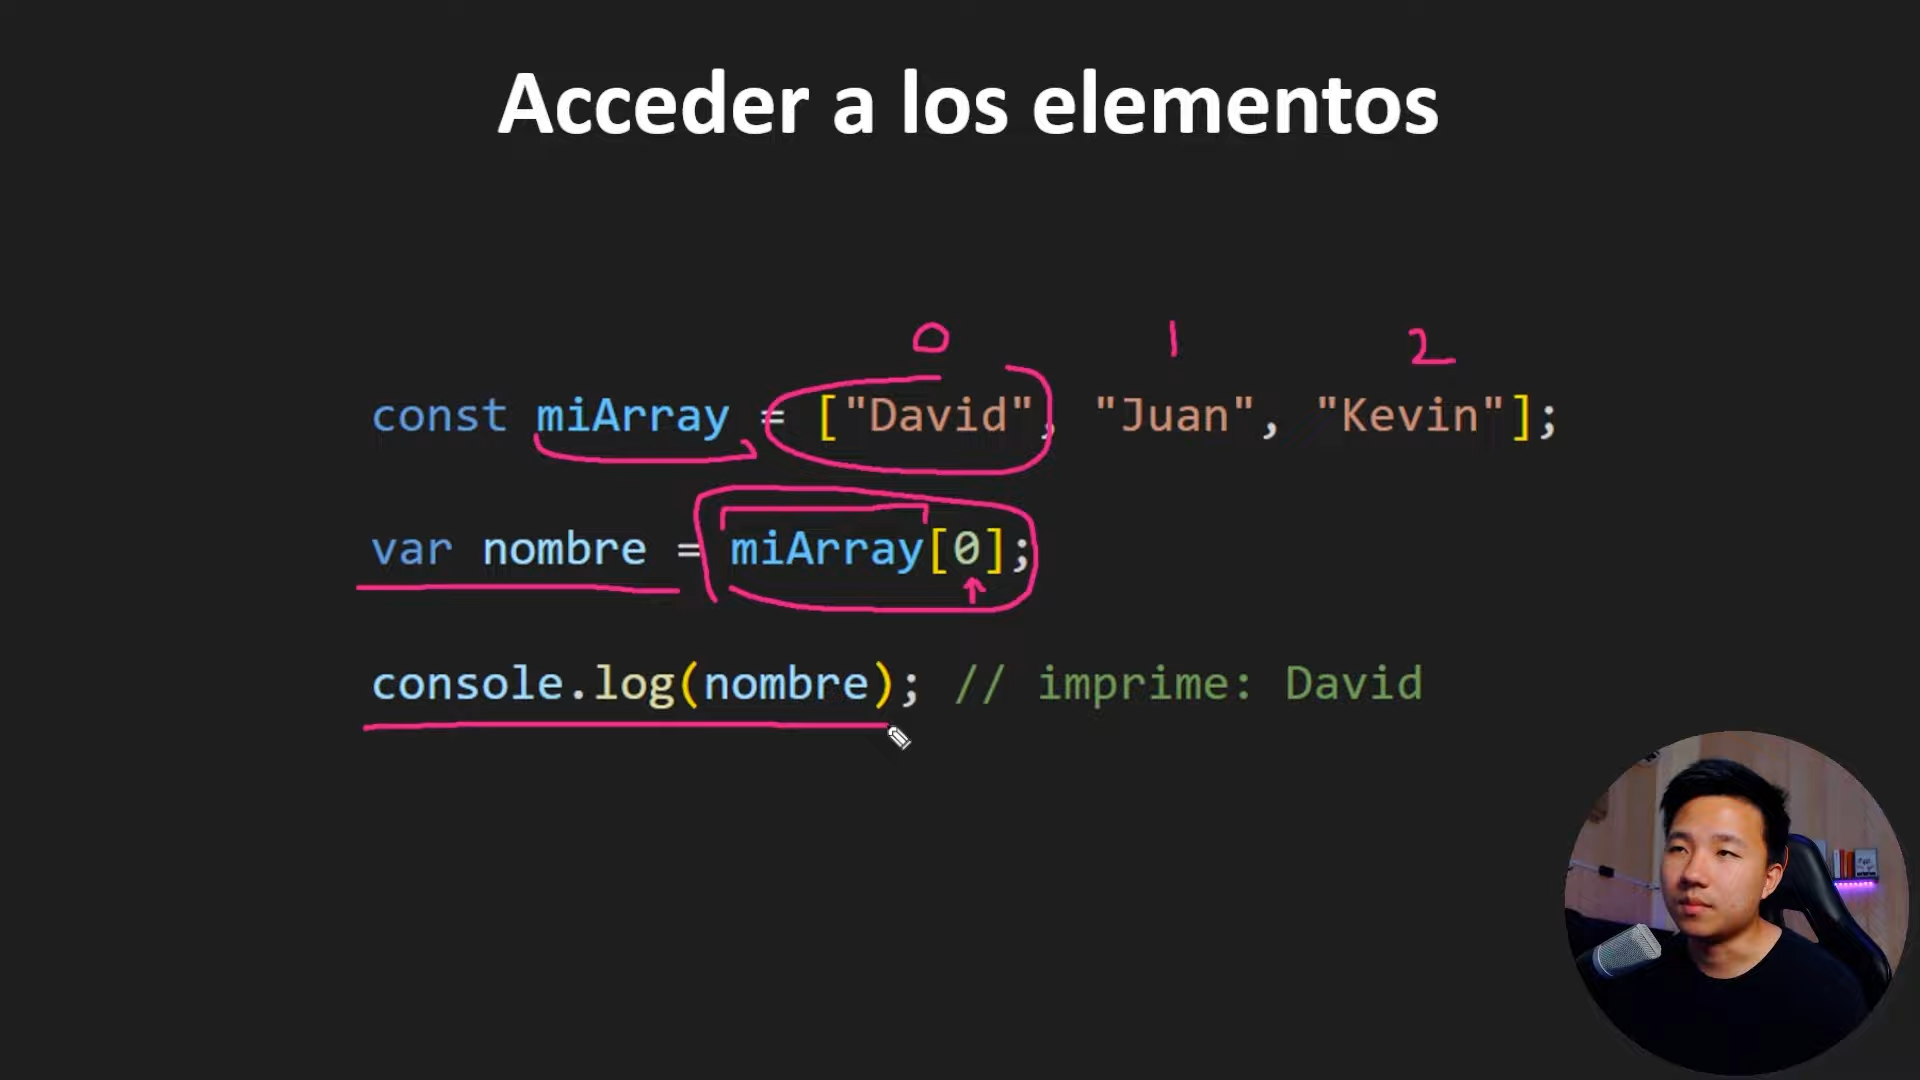 Acceder a los elementos
0 1 2
const miArray = ["David", "Juan", "Kevin"];
var nombre = miArray[0];
console.log(nombre); // imprime: David